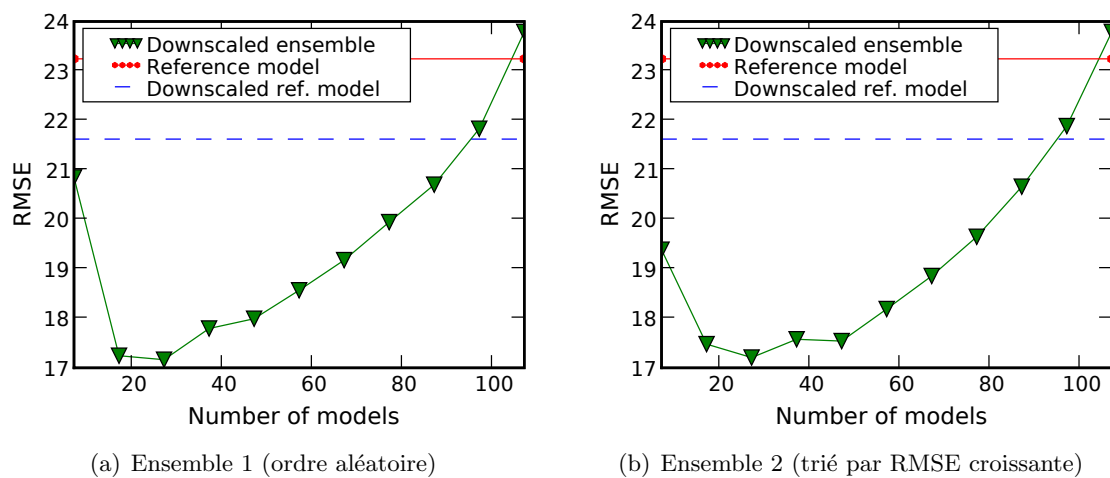 24
23
22
21
20
19
18
17
RMSE
Downscaled ensemble
Reference model
Downscaled ref. model
20
40
60
80
100
Number of models
(a) Ensemble 1 (ordre aléatoire)
24
23
22
21
20
19
18
17
RMSE
Downscaled ensemble
Reference model
Downscaled ref. model
20
40
60
80
100
Number of models
(b) Ensemble 2 (trié par RMSE croissante)